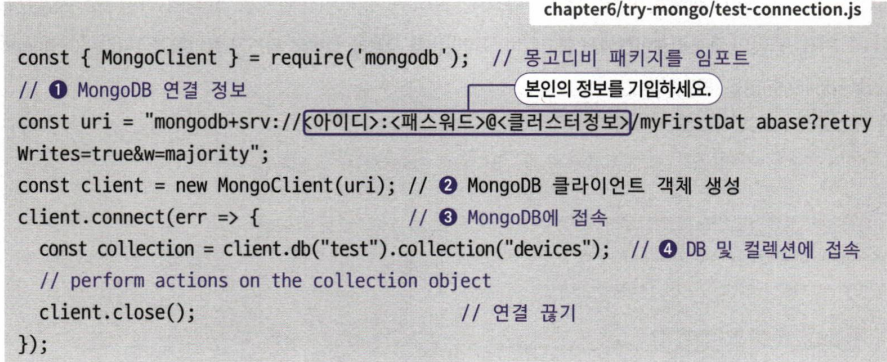 chapter6/try-mongo/test-connection.js
const { MongoClient } = require('mongodb');  // 몽고디비 패키지를 임포트
// ❶ MongoDB 연결 정보
본인의 정보를 기입하세요.
const uri = "mongodb+srv://<아이디>:<패스워드>@<클러스터정보>/myFirstDat abase?retry
Writes=true&w=majority";
const client = new MongoClient(uri); // ❷ MongoDB 클라이언트 객체 생성
client.connect(err => {                // ❸ MongoDB에 접속
  const collection = client.db("test").collection("devices");  // ❹ DB 및 컬렉션에 접속
  // perform actions on the collection object
  client.close();                      // 연결 끊기
});